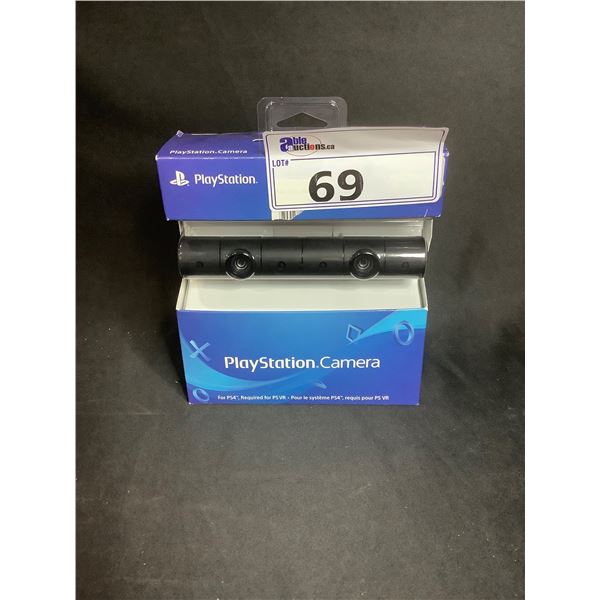 able
auctions.ca
LOT#
69
PlayStation®Camera
PlayStation®
PlayStation®Camera
For PS4™, Required for PS VR • Pour le système PS4™, requis pour PS VR